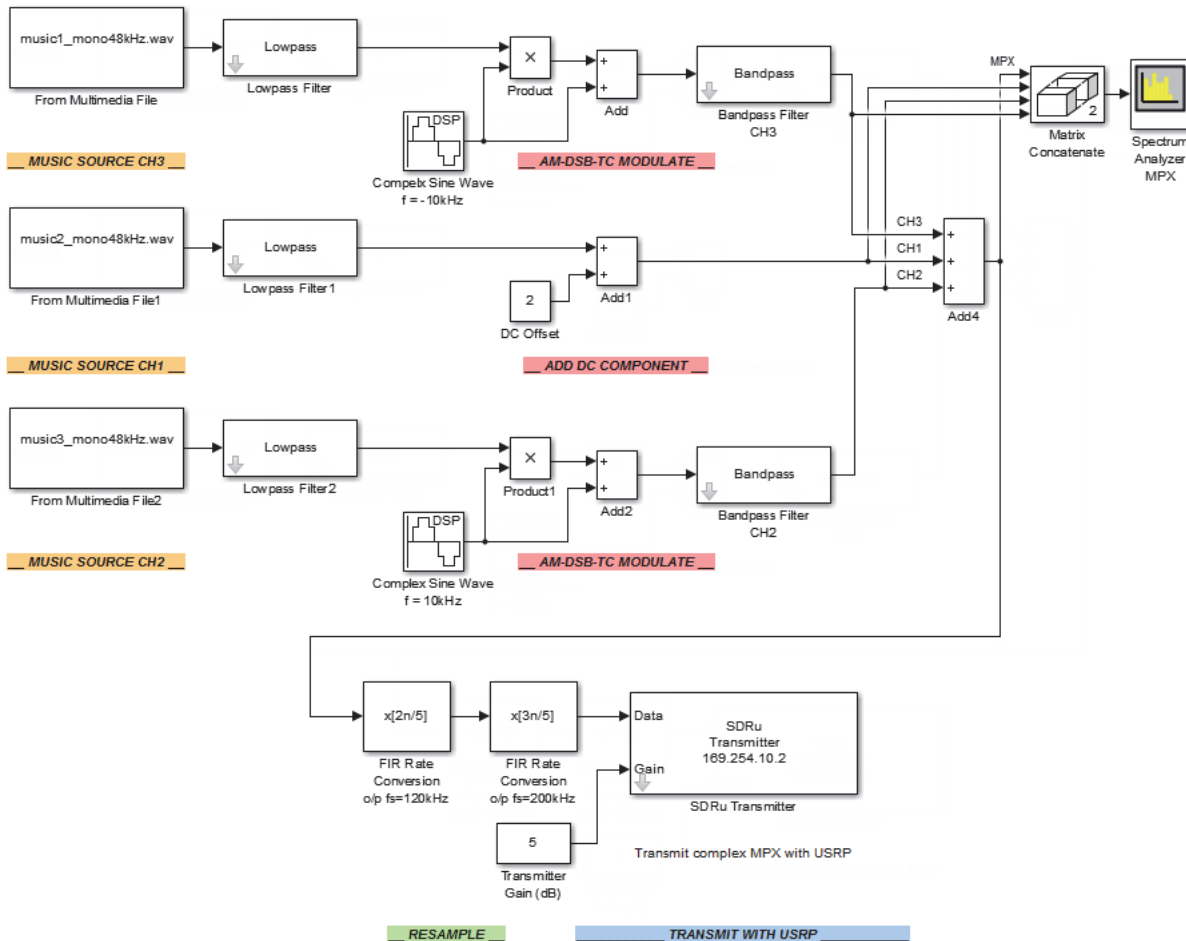 music1_mono48kHz.wav
From Multimedia File
Lowpass
Lowpass Filter
×
Product
+
+
Add
Bandpass
Bandpass Filter
CH3
MPX
2
Matrix
Concatenate
Spectrum
Analyzer
MPX
DSP
Compelx Sine Wave
f = -10kHz
__ MUSIC SOURCE CH3 __
__ AM-DSB-TC MODULATE __
music2_mono48kHz.wav
From Multimedia File1
Lowpass
Lowpass Filter1
+
+
Add1
2
DC Offset
CH3
CH1
CH2
+
+
+
Add4
__ MUSIC SOURCE CH1 __
__ ADD DC COMPONENT __
music3_mono48kHz.wav
From Multimedia File2
Lowpass
Lowpass Filter2
×
Product1
+
+
Add2
Bandpass
Bandpass Filter
CH2
DSP
Complex Sine Wave
f = 10kHz
__ MUSIC SOURCE CH2 __
__ AM-DSB-TC MODULATE __
x[2n/5]
FIR Rate
Conversion
o/p fs=120kHz
x[3n/5]
FIR Rate
Conversion
o/p fs=200kHz
Data
Gain
SDRu
Transmitter
169.254.10.2
SDRu Transmitter
5
Transmitter
Gain (dB)
Transmit complex MPX with USRP
__ RESAMPLE __
__ TRANSMIT WITH USRP __